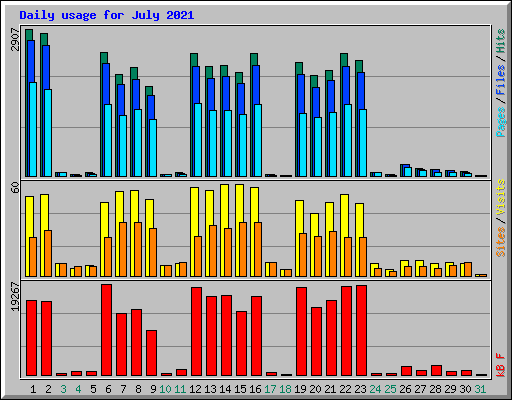 Daily usage for July 2021
2907
60
19267
Pages / Files / Hits
Sites / Visits
kB F
1 2 3 4 5 6 7 8 9 10 11 12 13 14 15 16 17 18 19 20 21 22 23 24 25 26 27 28 29 30 31